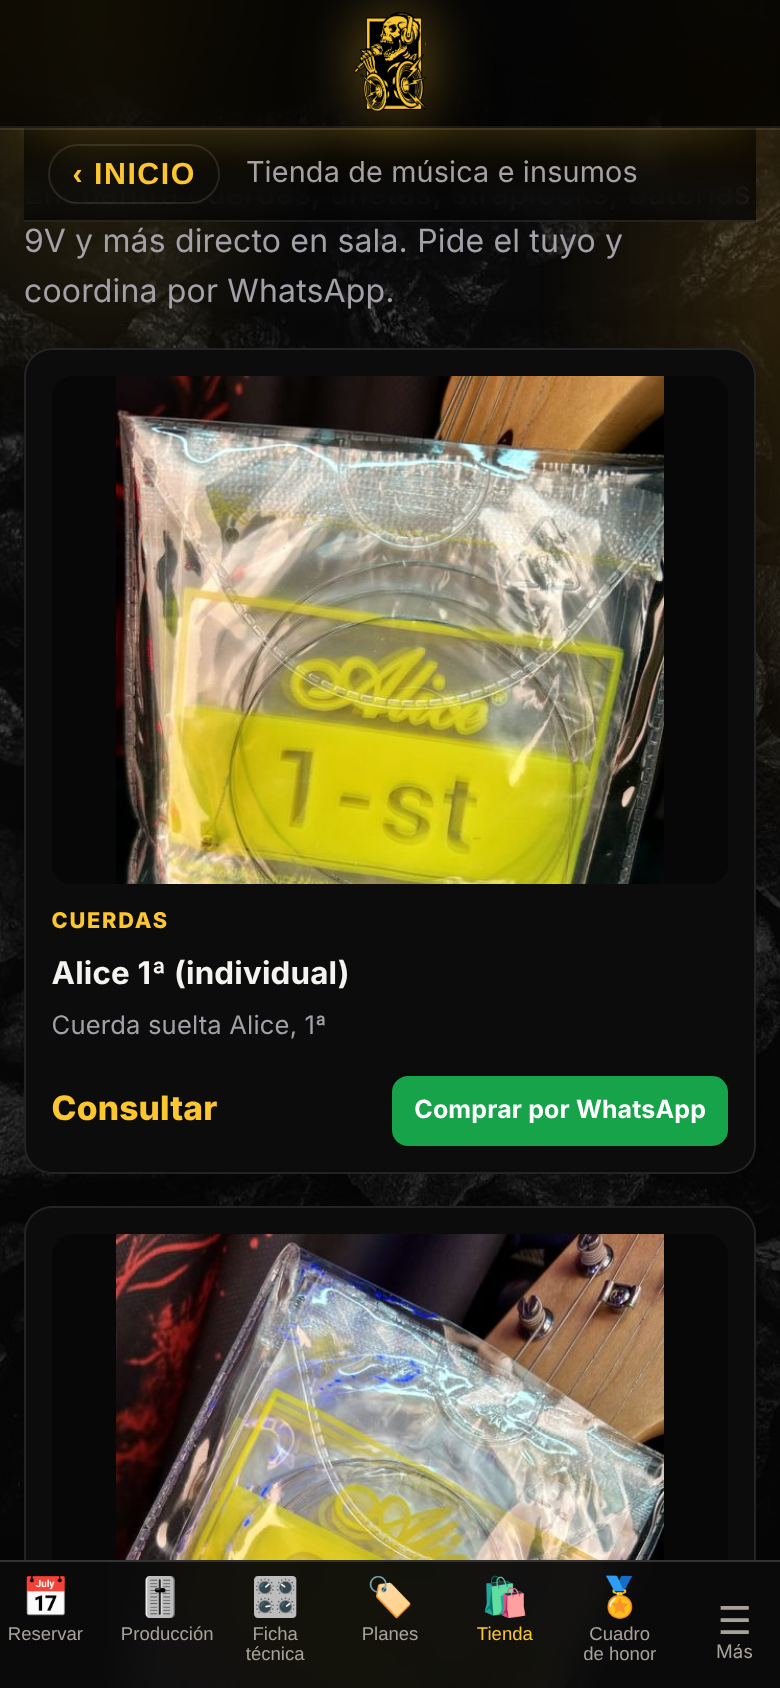 ‹ INICIO
Tienda de música e insumos
9V y más directo en sala. Pide el tuyo y
coordina por WhatsApp.
Alice®
1-st
CUERDAS
Alice 1ª (individual)
Cuerda suelta Alice, 1ª
Consultar
Comprar por WhatsApp
Alice
July
17
Reservar
Producción
Ficha
técnica
Planes
Tienda
Cuadro
de honor
Más